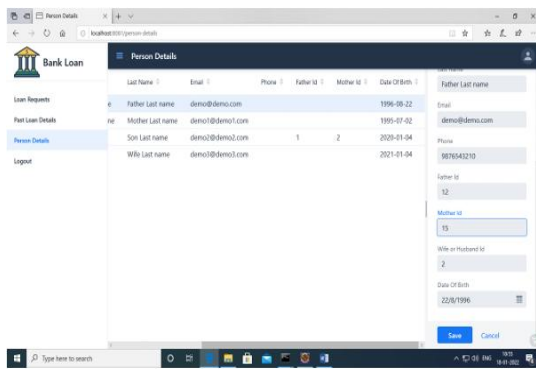 Person Details
localhost:8081/person-details
Bank Loan
Person Details
Loan Requests
Past Loan Details
Person Details
Logout
Last Name Email Phone Father Id Mother Id Date Of Birth
e Father Last name demo@demo.com 1996-08-22
ne Mother Last name demo1@demo1.com 1995-07-02
Son Last name demo2@demo2.com 1 2 2020-01-04
Wife Last name demo3@demo3.com 2021-01-04
Last Name
Father Last name
Email
demo@demo.com
Phone
9876543210
Father Id
12
Mother Id
15
Wife or Husband Id
2
Date Of Birth
22/8/1996
Save Cancel
Type here to search
ENG